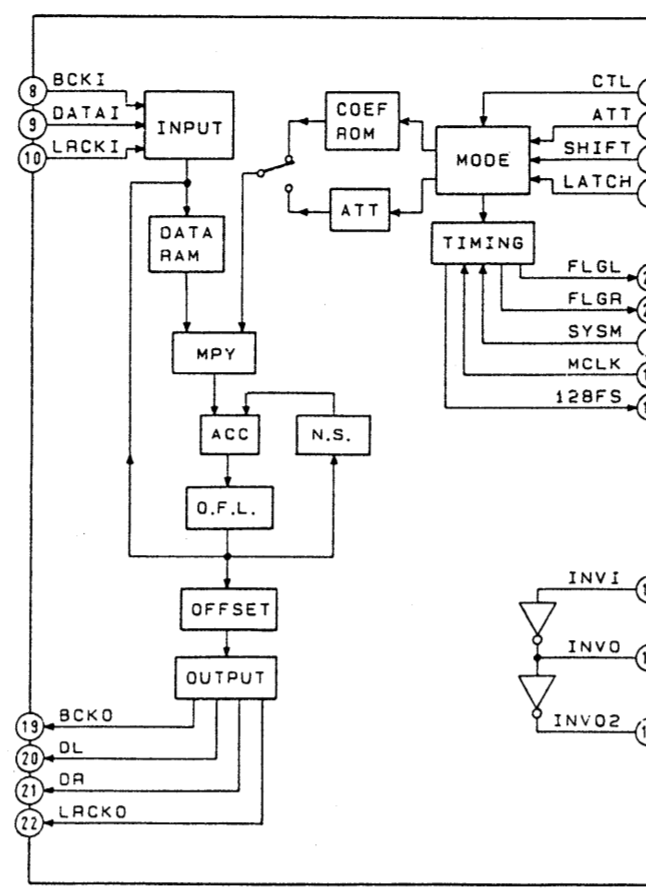 8 BCKI
9 DATAI
10 LRCKI
INPUT
COEF
ROM
MODE
CTL
ATT
SHIFT
LATCH
DATA
RAM
ATT
TIMING
FLGL
FLGR
SYSM
MCLK
128FS
MPY
ACC
N.S.
O.F.L.
OFFSET
OUTPUT
INVI
INVO
INVO2
19 BCKO
20 DL
21 DR
22 LRCKO